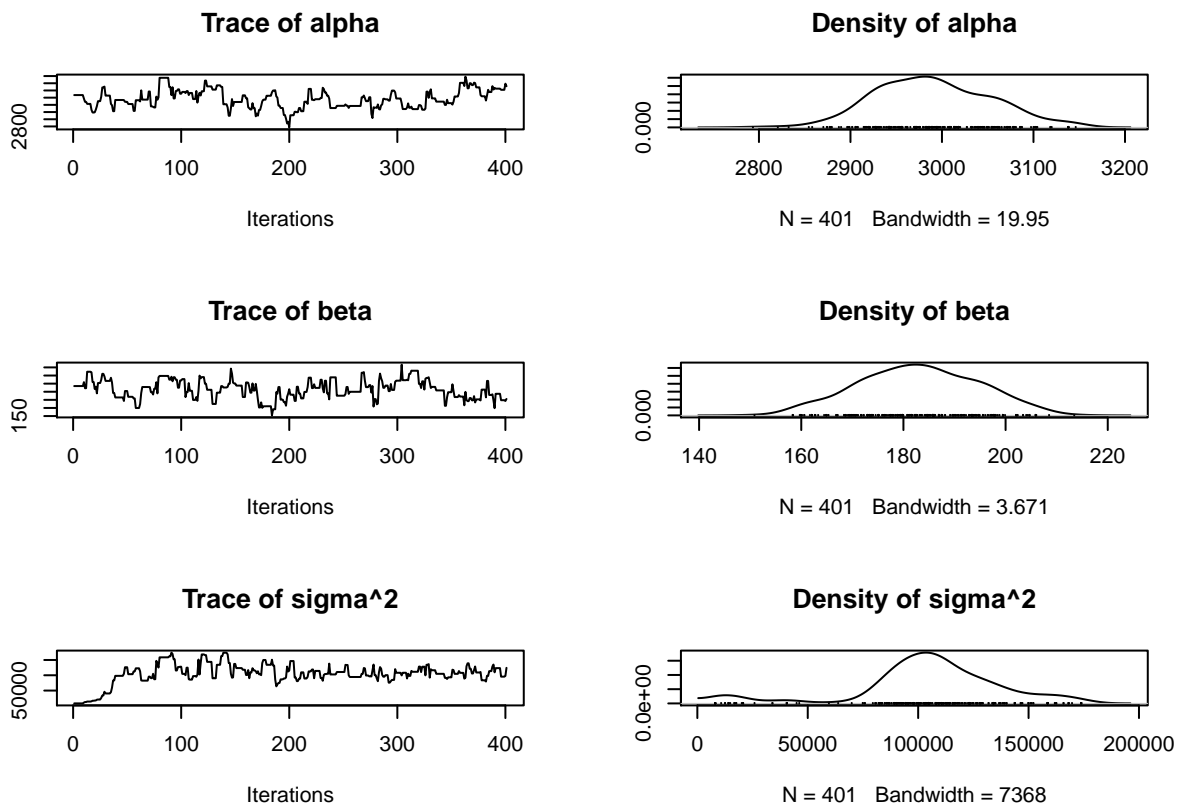 Trace of alpha
2800
0 100 200 300 400
Iterations
Density of alpha
0.000
2800 2900 3000 3100 3200
N = 401 Bandwidth = 19.95
Trace of beta
150
0 100 200 300 400
Iterations
Density of beta
0.000
140 160 180 200 220
N = 401 Bandwidth = 3.671
Trace of sigma^2
50000
0 100 200 300 400
Iterations
Density of sigma^2
0.0e+00
0 50000 100000 150000 200000
N = 401 Bandwidth = 7368